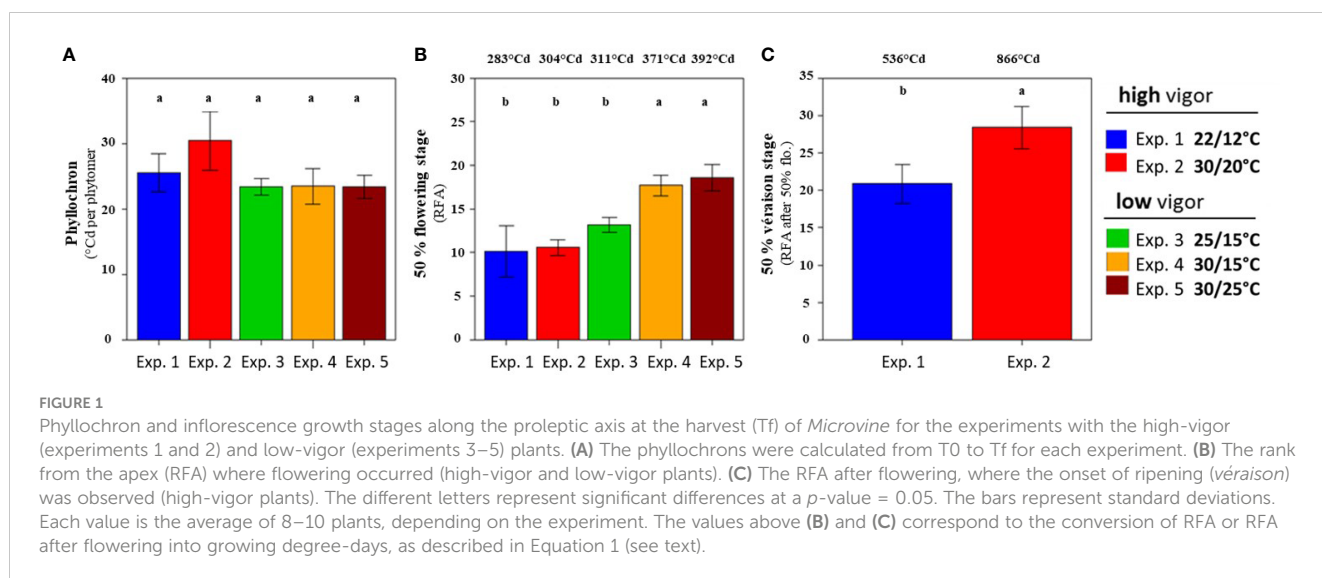 A
Phyllochron
(°Cd per phytomer)
40
30
20
10
0
a a a a a
Exp. 1 Exp. 2 Exp. 3 Exp. 4 Exp. 5
B
283°Cd 304°Cd 311°Cd 371°Cd 392°Cd
50 % flowering stage
(RFA)
30
25
20
15
10
5
0
b b b a a
Exp. 1 Exp. 2 Exp. 3 Exp. 4 Exp. 5
C
536°Cd 866°Cd
50 % véraison stage
(RFA after 50% flo.)
35
30
25
20
15
10
5
0
b a
Exp. 1 Exp. 2
high vigor
Exp. 1 22/12°C
Exp. 2 30/20°C
low vigor
Exp. 3 25/15°C
Exp. 4 30/15°C
Exp. 5 30/25°C
FIGURE 1
Phyllochron and inflorescence growth stages along the proleptic axis at the harvest (Tf) of Microvine for the experiments with the high-vigor
(experiments 1 and 2) and low-vigor (experiments 3–5) plants. (A) The phyllochrons were calculated from T0 to Tf for each experiment. (B) The rank
from the apex (RFA) where flowering occurred (high-vigor and low-vigor plants). (C) The RFA after flowering, where the onset of ripening (véraison)
was observed (high-vigor plants). The different letters represent significant differences at a p-value = 0.05. The bars represent standard deviations.
Each value is the average of 8–10 plants, depending on the experiment. The values above (B) and (C) correspond to the conversion of RFA or RFA
after flowering into growing degree-days, as described in Equation 1 (see text).